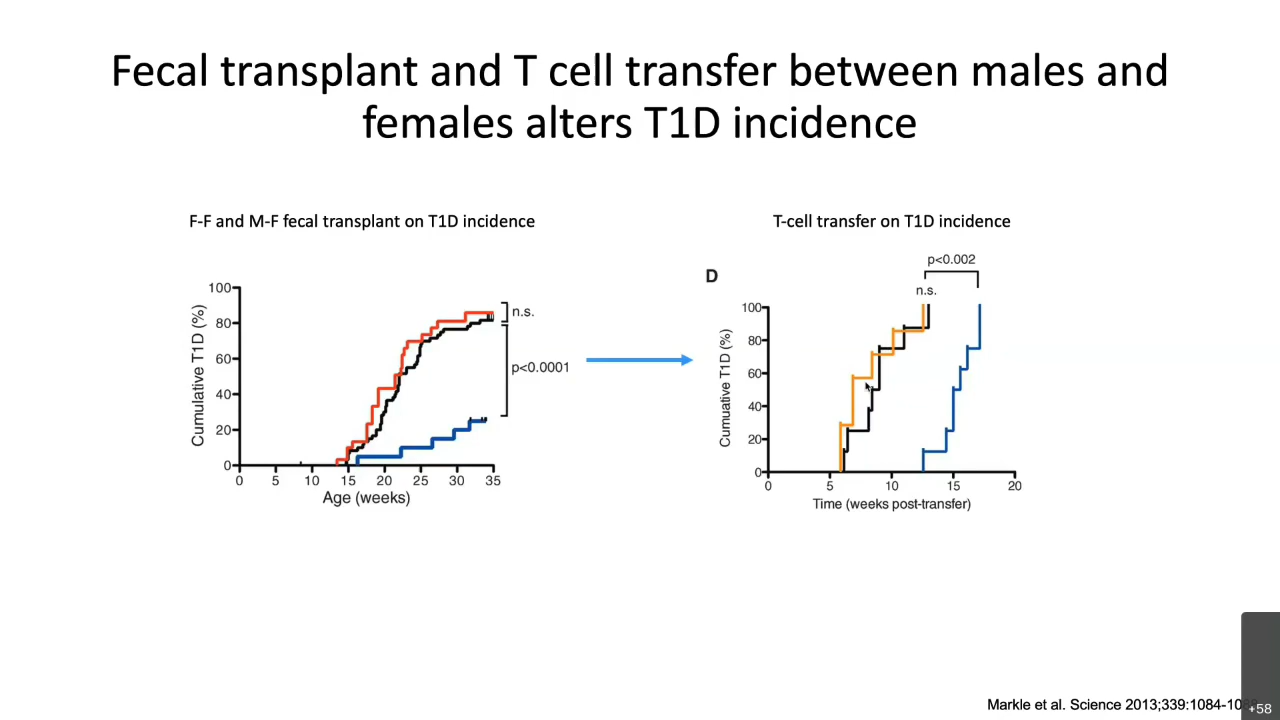 Fecal transplant and T cell transfer between males and
females alters T1D incidence
F-F and M-F fecal transplant on T1D incidence
Cumulative T1D (%)
100
80
60
40
20
0
0 5 10 15 20 25 30 35
Age (weeks)
n.s.
p<0.0001
T-cell transfer on T1D incidence
D
p<0.002
n.s.
Cumuative T1D (%)
100
80
60
40
20
0
0 5 10 15 20
Time (weeks post-transfer)
Markle et al. Science 2013;339:1084-10
+58